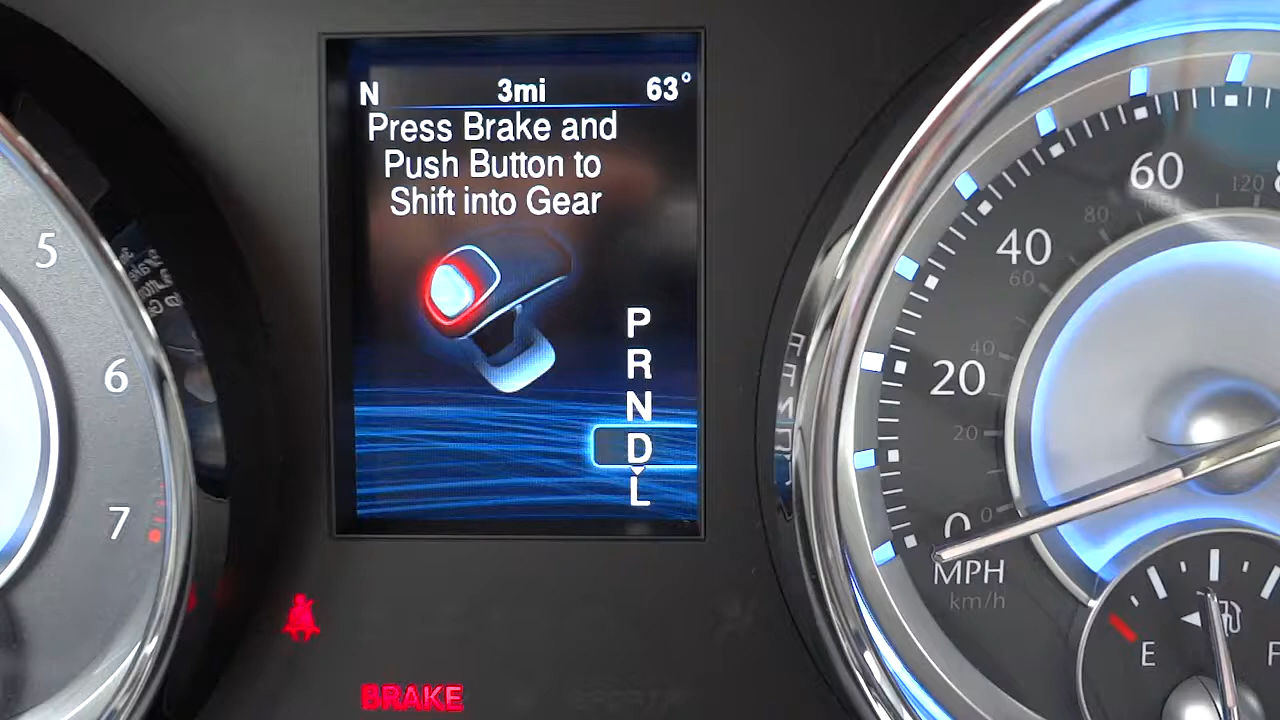 N 3mi 63°
Press Brake and
Push Button to
Shift into Gear
P
R
N
D
L
5
6
7
BRAKE
60
40
20
0
MPH
km/h
120
80
60
40
20
0
E
F